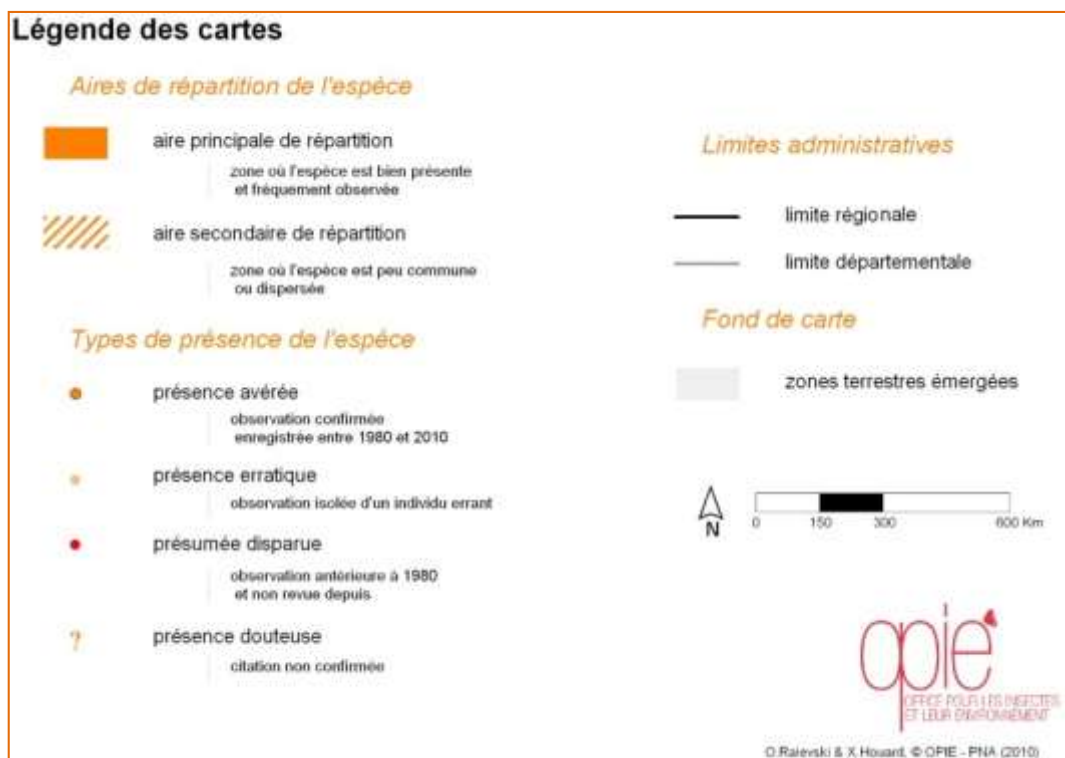 Légende des cartes
Aires de répartition de l'espèce
aire principale de répartition
zone où l'espèce est bien présente
et fréquemment observée
aire secondaire de répartition
zone où l'espèce est peu commune
ou dispersée
Types de présence de l'espèce
présence avérée
observation confirmée
enregistrée entre 1980 et 2010
présence erratique
observation isolée d'un individu errant
présumée disparue
observation antérieure à 1980
et non revue depuis
?
présence douteuse
citation non confirmée
Limites administratives
limite régionale
limite départementale
Fond de carte
zones terrestres émergées
N
0 150 300 600 Km
opie
OFFICE POUR LES INSECTES
ET LEUR ENVIRONNEMENT
O.Raievski & X.Houard, © OPIE - PNA (2010)